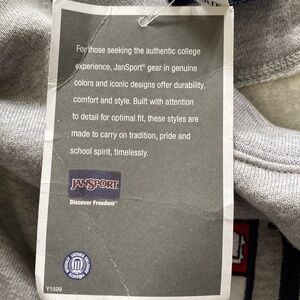 For those seeking the authentic college
experience, JanSport® gear in genuine
colors and iconic designs offer durability,
comfort and style. Built with attention
to detail for optimal fit, these styles are
made to carry on tradition, pride and
school spirit, timelessly.
JANSPORT
Discover Freedom™
Y1599